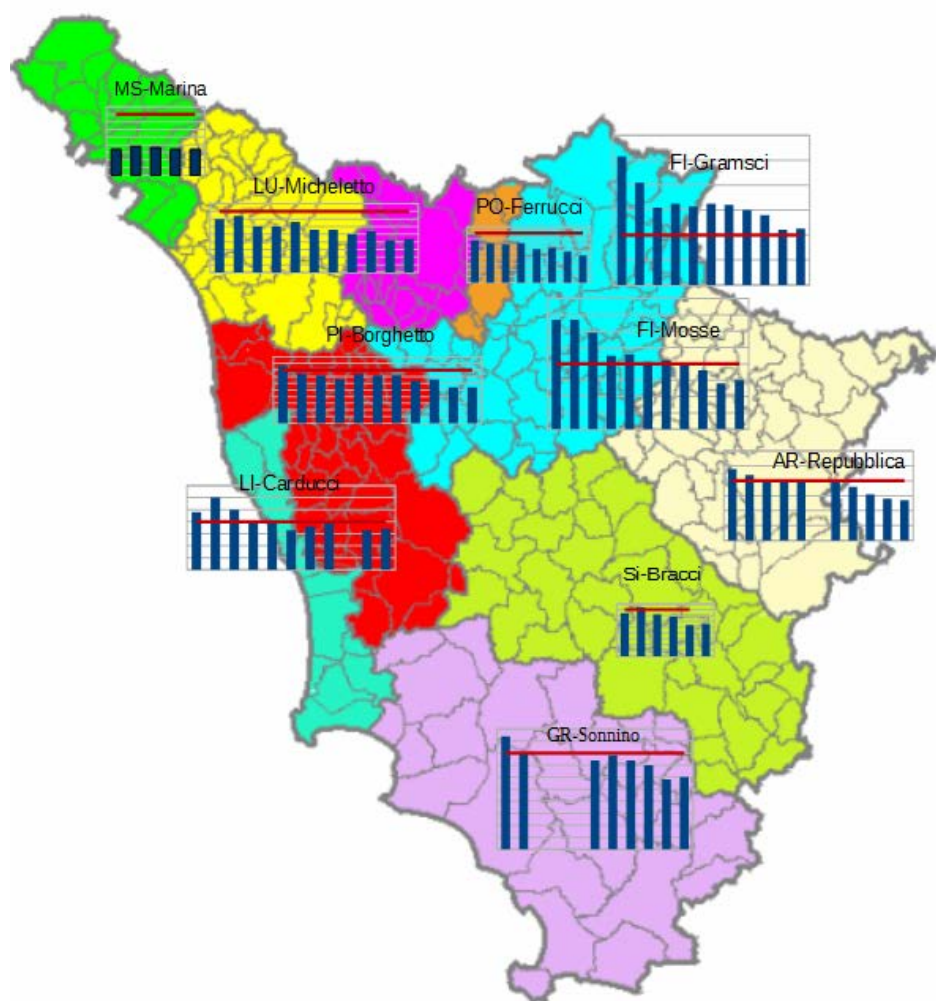 MS-Marina
FI-Gramsci
LU-Micheletto
PO-Ferrucci
PI-Borghetto
FI-Mosse
AR-Repubblica
LI-Carducci
Si-Bracci
GR-Sonnino